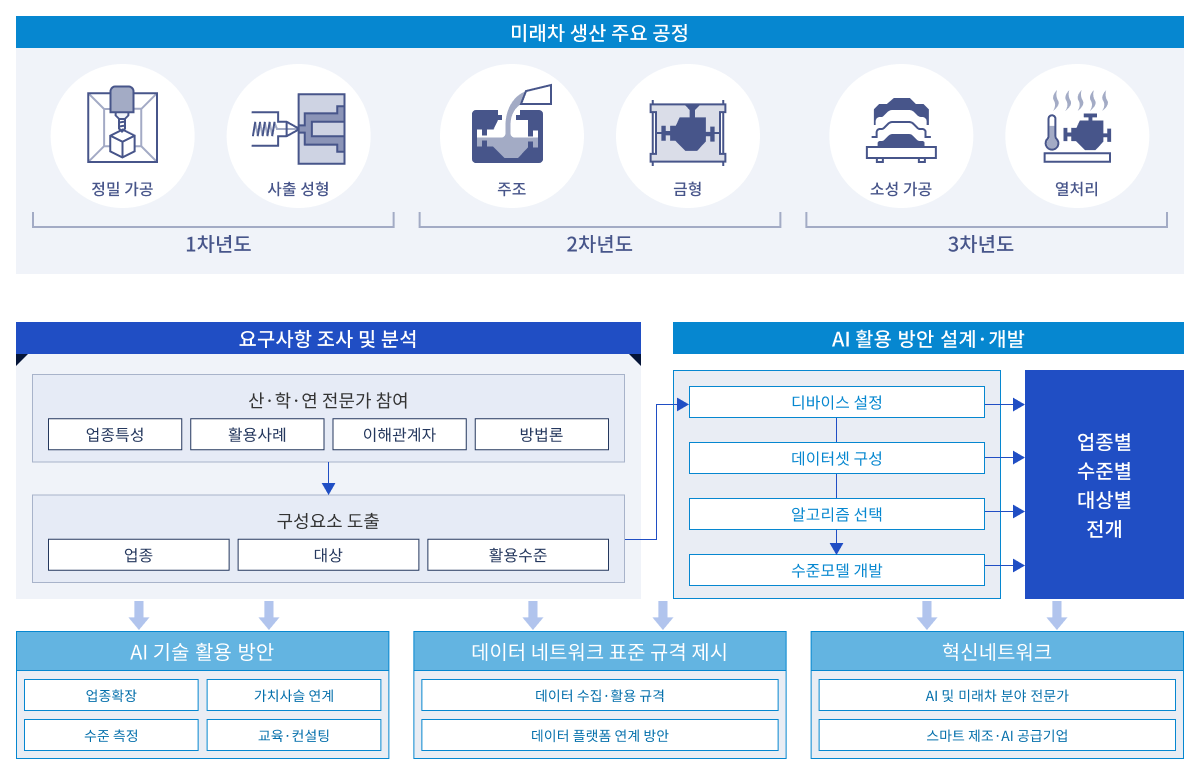 미래차 생산 주요 공정
정밀 가공
사출 성형
주조
금형
소성 가공
열처리
1차년도
2차년도
3차년도
요구사항 조사 및 분석
산·학·연 전문가 참여
업종특성
활용사례
이해관계자
방법론
구성요소 도출
업종
대상
활용수준
AI 활용 방안 설계·개발
디바이스 설정
데이터셋 구성
알고리즘 선택
수준모델 개발
업종별
수준별
대상별
전개
AI 기술 활용 방안
업종확장
가치사슬 연계
수준 측정
교육·컨설팅
데이터 네트워크 표준 규격 제시
데이터 수집·활용 규격
데이터 플랫폼 연계 방안
혁신네트워크
AI 및 미래차 분야 전문가
스마트 제조·AI 공급기업